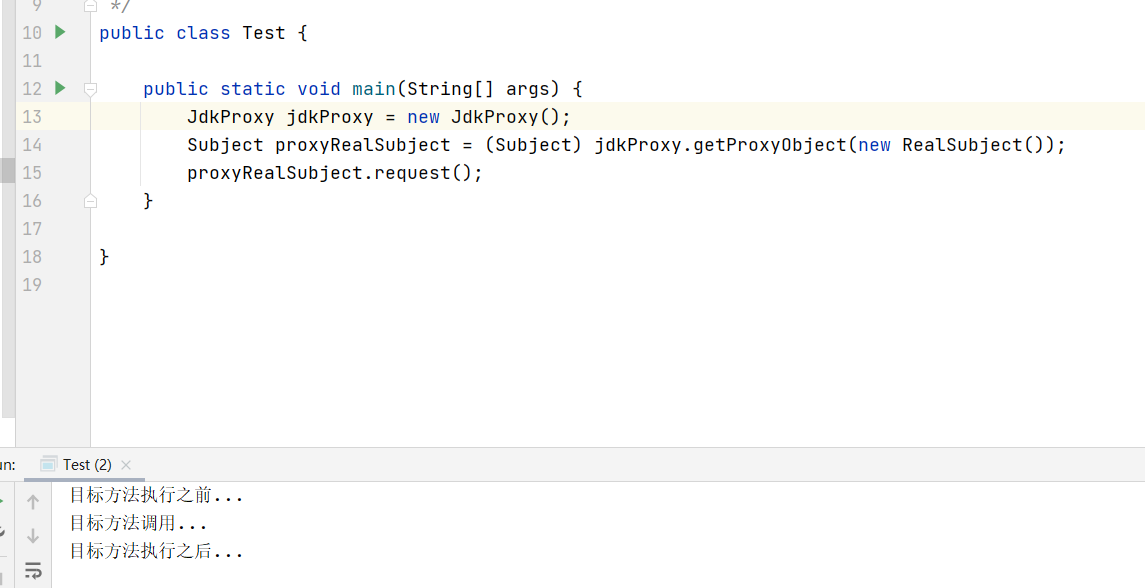 9 */
10 public class Test {
11
12 public static void main(String[] args) {
13 JdkProxy jdkProxy = new JdkProxy();
14 Subject proxyRealSubject = (Subject) jdkProxy.getProxyObject(new RealSubject());
15 proxyRealSubject.request();
16 }
17
18 }
19
un: Test (2)
目标方法执行之前...
目标方法调用...
目标方法执行之后...